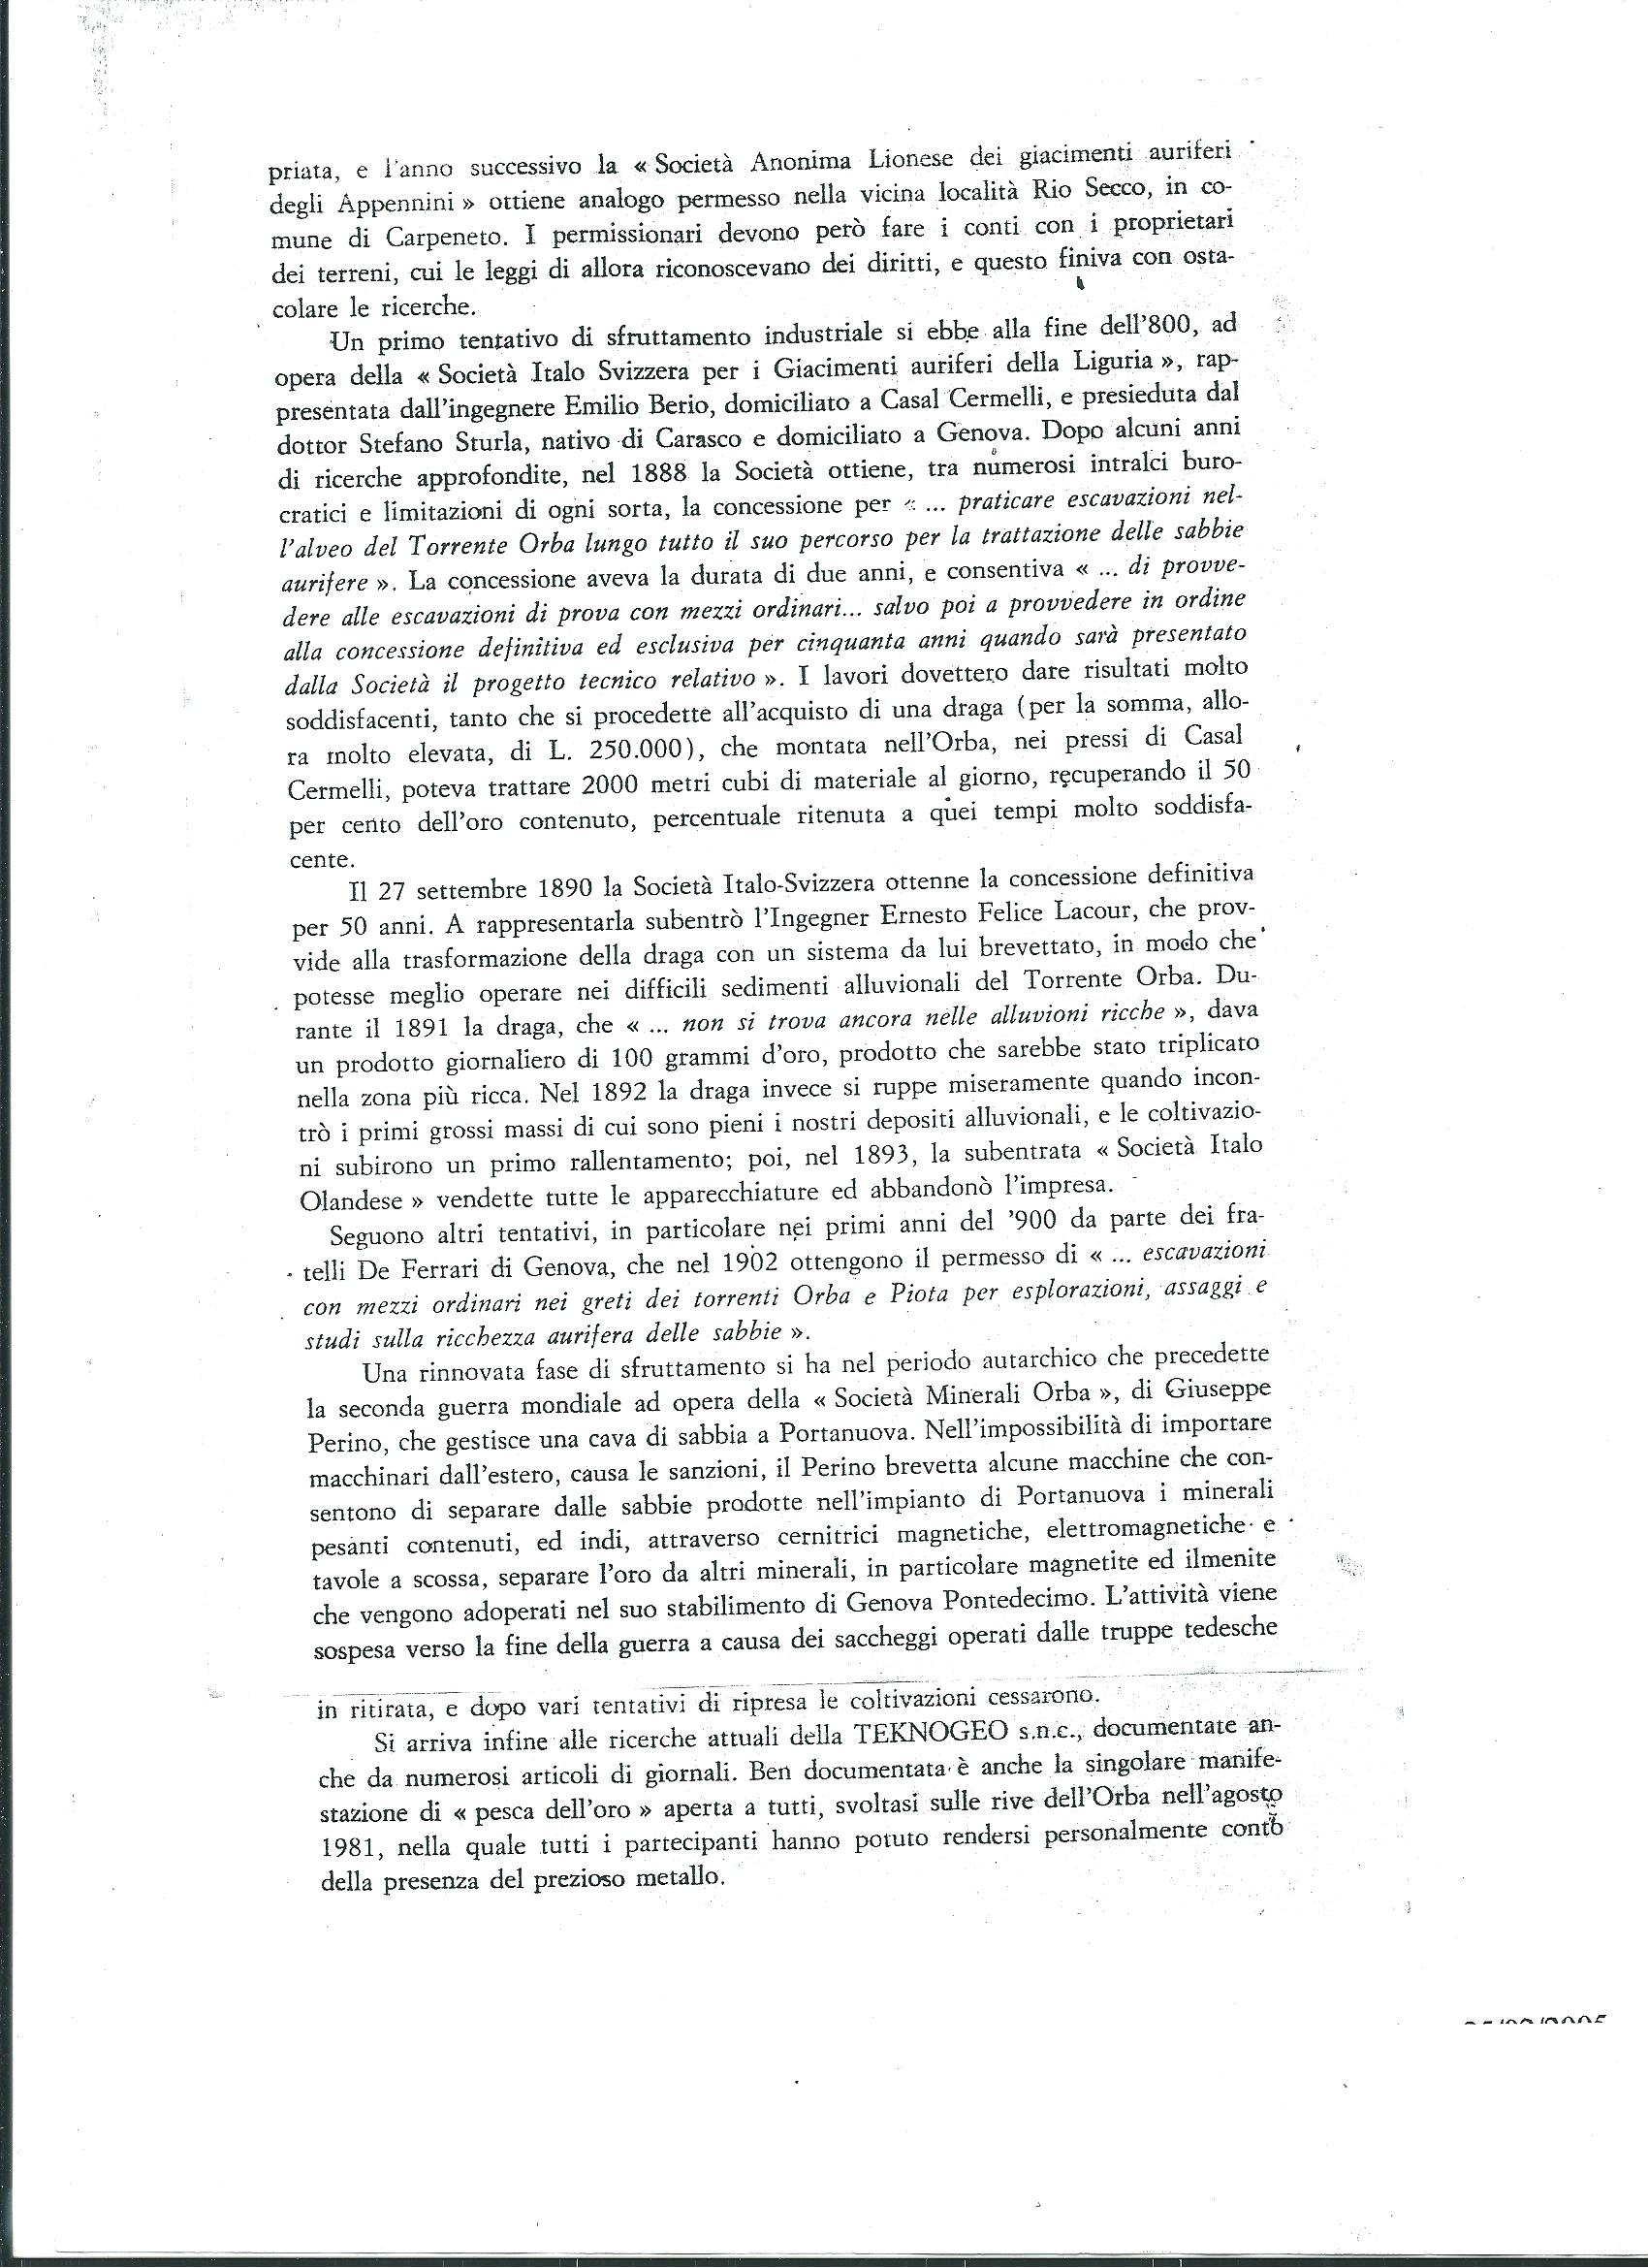 priata, e l'anno successivo la « Società Anonima Lionese dei giacimenti auriferi
degli Appennini » ottiene analogo permesso nella vicina località Rio Secco, in co-
mune di Carpeneto. I permissionari devono però fare i conti con i proprietari
dei terreni, cui le leggi di allora riconoscevano dei diritti, e questo finiva con osta-
colare le ricerche.
Un primo tentativo di sfruttamento industriale si ebbe alla fine dell'800, ad
opera della « Società Italo Svizzera per i Giacimenti auriferi della Liguria », rap-
presentata dall'ingegnere Emilio Berio, domiciliato a Casal Cermelli, e presieduta dal
dottor Stefano Sturla, nativo di Carasco e domiciliato a Genova. Dopo alcuni anni
di ricerche approfondite, nel 1888 la Società ottiene, tra numerosi intralci buro-
cratici e limitazioni di ogni sorta, la concessione per « ... praticare escavazioni nel-
l'alveo del Torrente Orba lungo tutto il suo percorso per la trattazione delle sabbie
aurifere ». La concessione aveva la durata di due anni, e consentiva « ... di provve-
dere alle escavazioni di prova con mezzi ordinari... salvo poi a provvedere in ordine
alla concessione definitiva ed esclusiva per cinquanta anni quando sarà presentato
dalla Società il progetto tecnico relativo ». I lavori dovettero dare risultati molto
soddisfacenti, tanto che si procedette all'acquisto di una draga (per la somma, allo-
ra molto elevata, di L. 250.000), che montata nell'Orba, nei pressi di Casal
Cermelli, poteva trattare 2000 metri cubi di materiale al giorno, recuperando il 50
per cento dell'oro contenuto, percentuale ritenuta a quei tempi molto soddisfa-
cente.
Il 27 settembre 1890 la Società Italo-Svizzera ottenne la concessione definitiva
per 50 anni. A rappresentarla subentrò l'Ingegner Ernesto Felice Lacour, che prov-
vide alla trasformazione della draga con un sistema da lui brevettato, in modo che
potesse meglio operare nei difficili sedimenti alluvionali del Torrente Orba. Du-
rante il 1891 la draga, che « ... non si trova ancora nelle alluvioni ricche », dava
un prodotto giornaliero di 100 grammi d'oro, prodotto che sarebbe stato triplicato
nella zona più ricca. Nel 1892 la draga invece si ruppe miseramente quando incon-
trò i primi grossi massi di cui sono pieni i nostri depositi alluvionali, e le coltivazio-
ni subirono un primo rallentamento; poi, nel 1893, la subentrata « Società Italo
Olandese » vendette tutte le apparecchiature ed abbandonò l'impresa.
Seguono altri tentativi, in particolare nei primi anni del '900 da parte dei fra-
telli De Ferrari di Genova, che nel 1902 ottengono il permesso di « ... escavazioni
con mezzi ordinari nei greti dei torrenti Orba e Piota per esplorazioni, assaggi e
studi sulla ricchezza aurifera delle sabbie ».
Una rinnovata fase di sfruttamento si ha nel periodo autarchico che precedette
la seconda guerra mondiale ad opera della « Società Minerali Orba », di Giuseppe
Perino, che gestisce una cava di sabbia a Portanuova. Nell'impossibilità di importare
macchinari dall'estero, causa le sanzioni, il Perino brevetta alcune macchine che con-
sentono di separare dalle sabbie prodotte nell'impianto di Portanuova i minerali
pesanti contenuti, ed indi, attraverso cernitrici magnetiche, elettromagnetiche e
tavole a scossa, separare l'oro da altri minerali, in particolare magnetite ed ilmenite
che vengono adoperati nel suo stabilimento di Genova Pontedecimo. L'attività viene
sospesa verso la fine della guerra a causa dei saccheggi operati dalle truppe tedesche
in ritirata, e dopo vari tentativi di ripresa le coltivazioni cessarono.
Si arriva infine alle ricerche attuali della TEKNOGEO s.n.c., documentate an-
che da numerosi articoli di giornali. Ben documentata è anche la singolare manife-
stazione di « pesca dell'oro » aperta a tutti, svoltasi sulle rive dell'Orba nell'agosto
1981, nella quale tutti i partecipanti hanno potuto rendersi personalmente conto
della presenza del prezioso metallo.